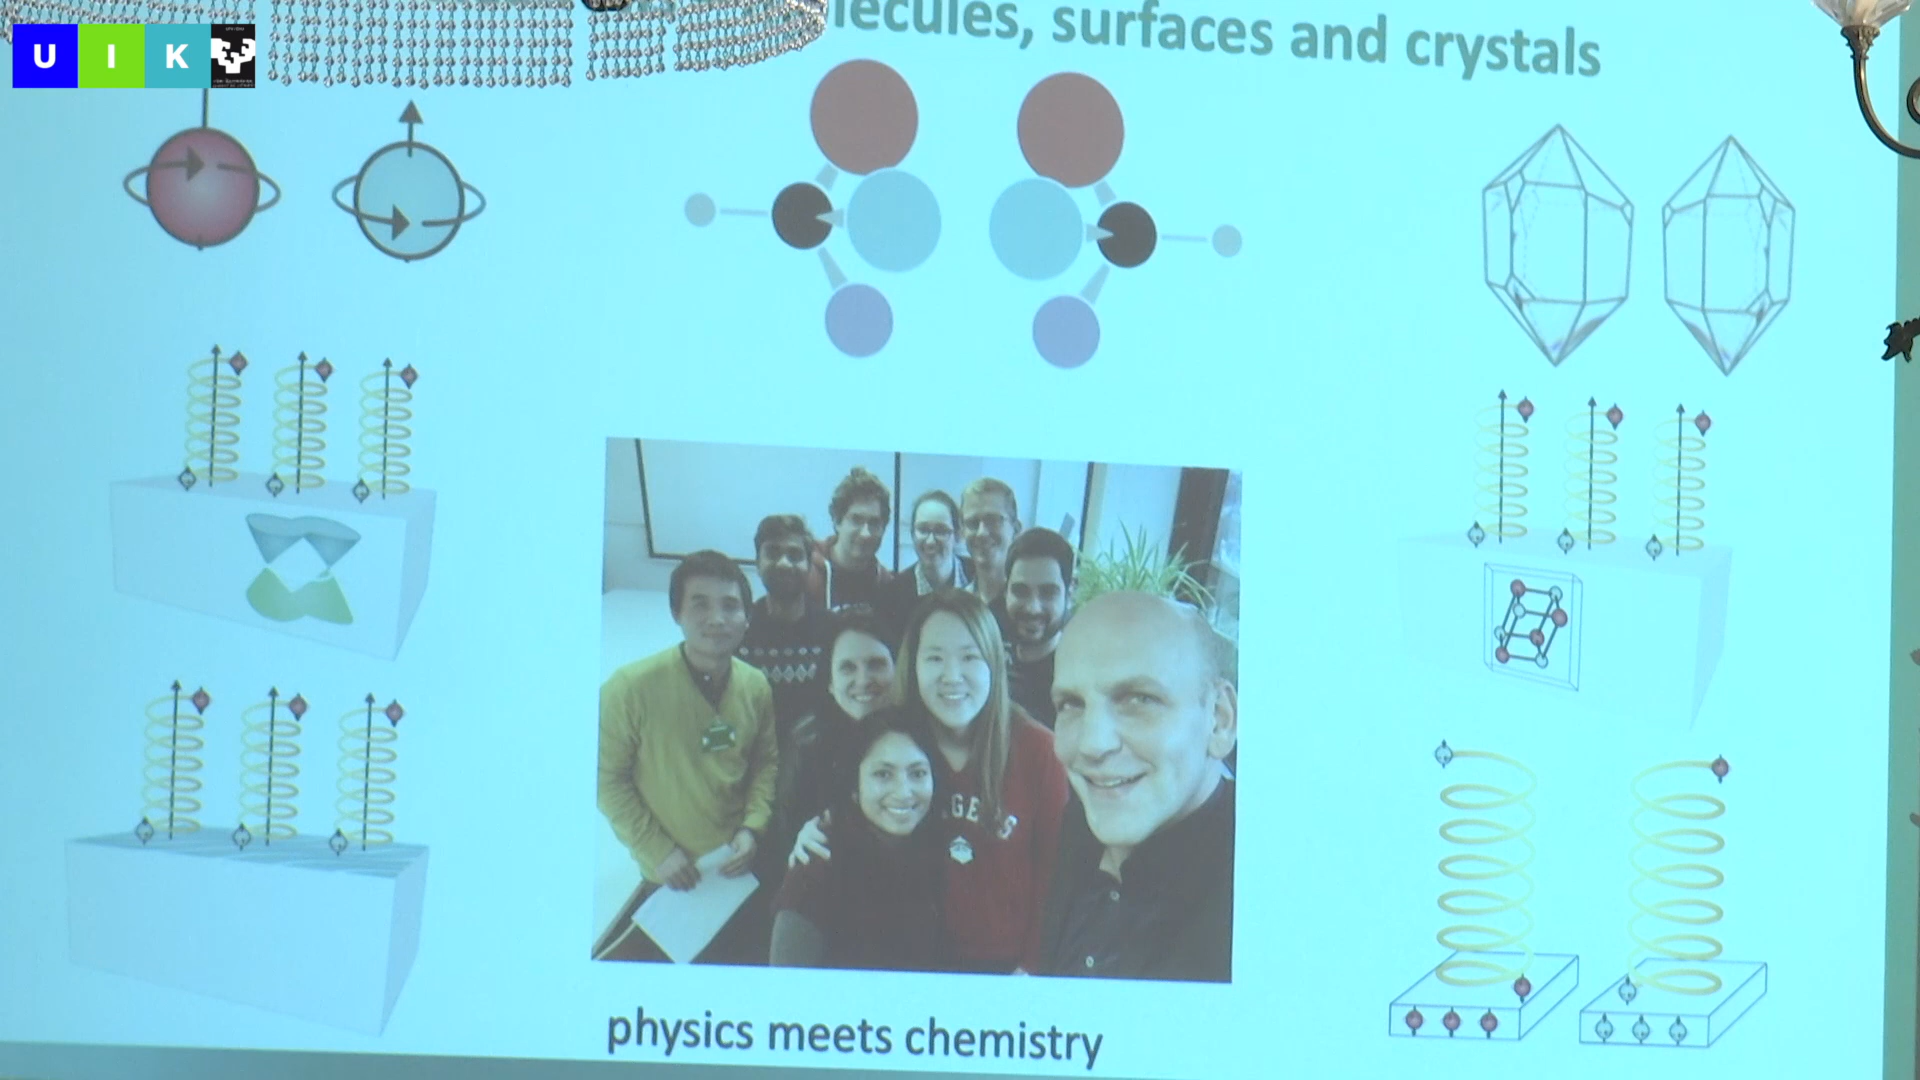 U I K
lecules, surfaces and crystals
physics meets chemistry